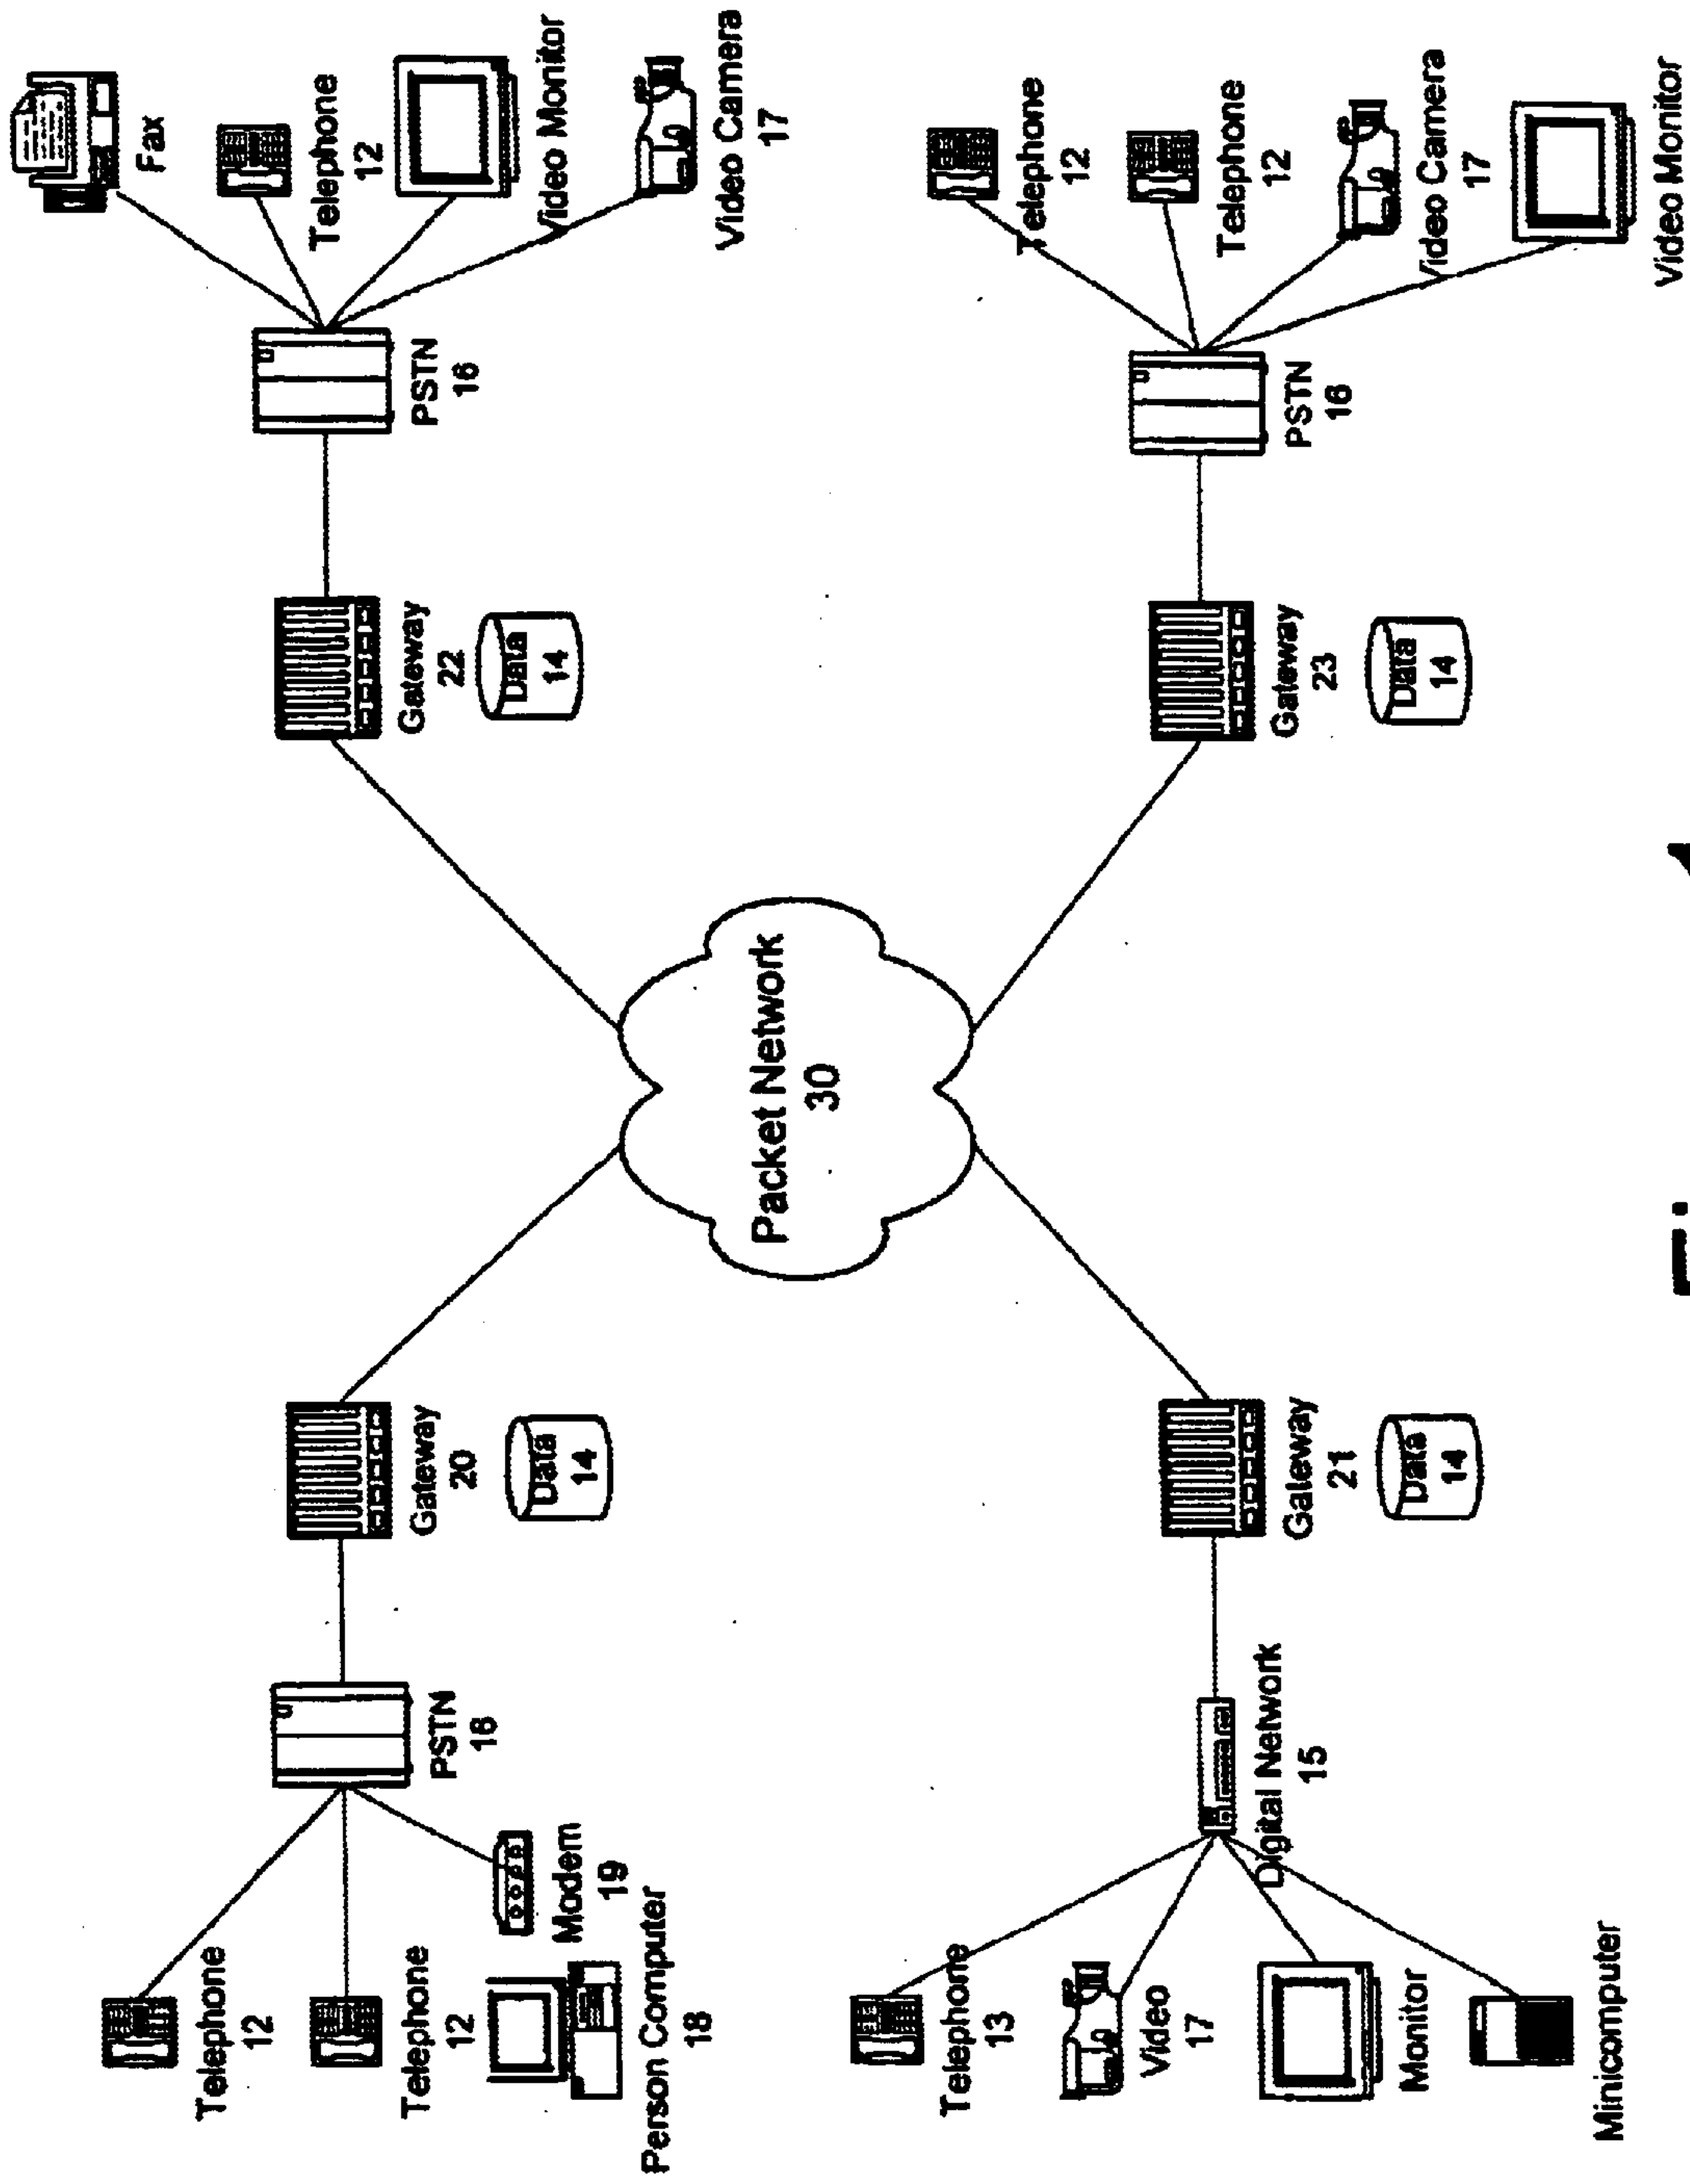 Telephone
12
Telephone
12
Modem
19
Person Computer
18
PSTN
16
Gateway
20
Data
14
Gateway
22
Data
14
PSTN
16
Fax
Telephone
12
Video Monitor
Video Camera
17
Packet Network
30
Telephone
13
Video
17
Monitor
Minicomputer
Digital Network
15
Gateway
21
Data
14
Gateway
23
Data
14
PSTN
16
Telephone
12
Telephone
12
Video Camera
17
Video Monitor